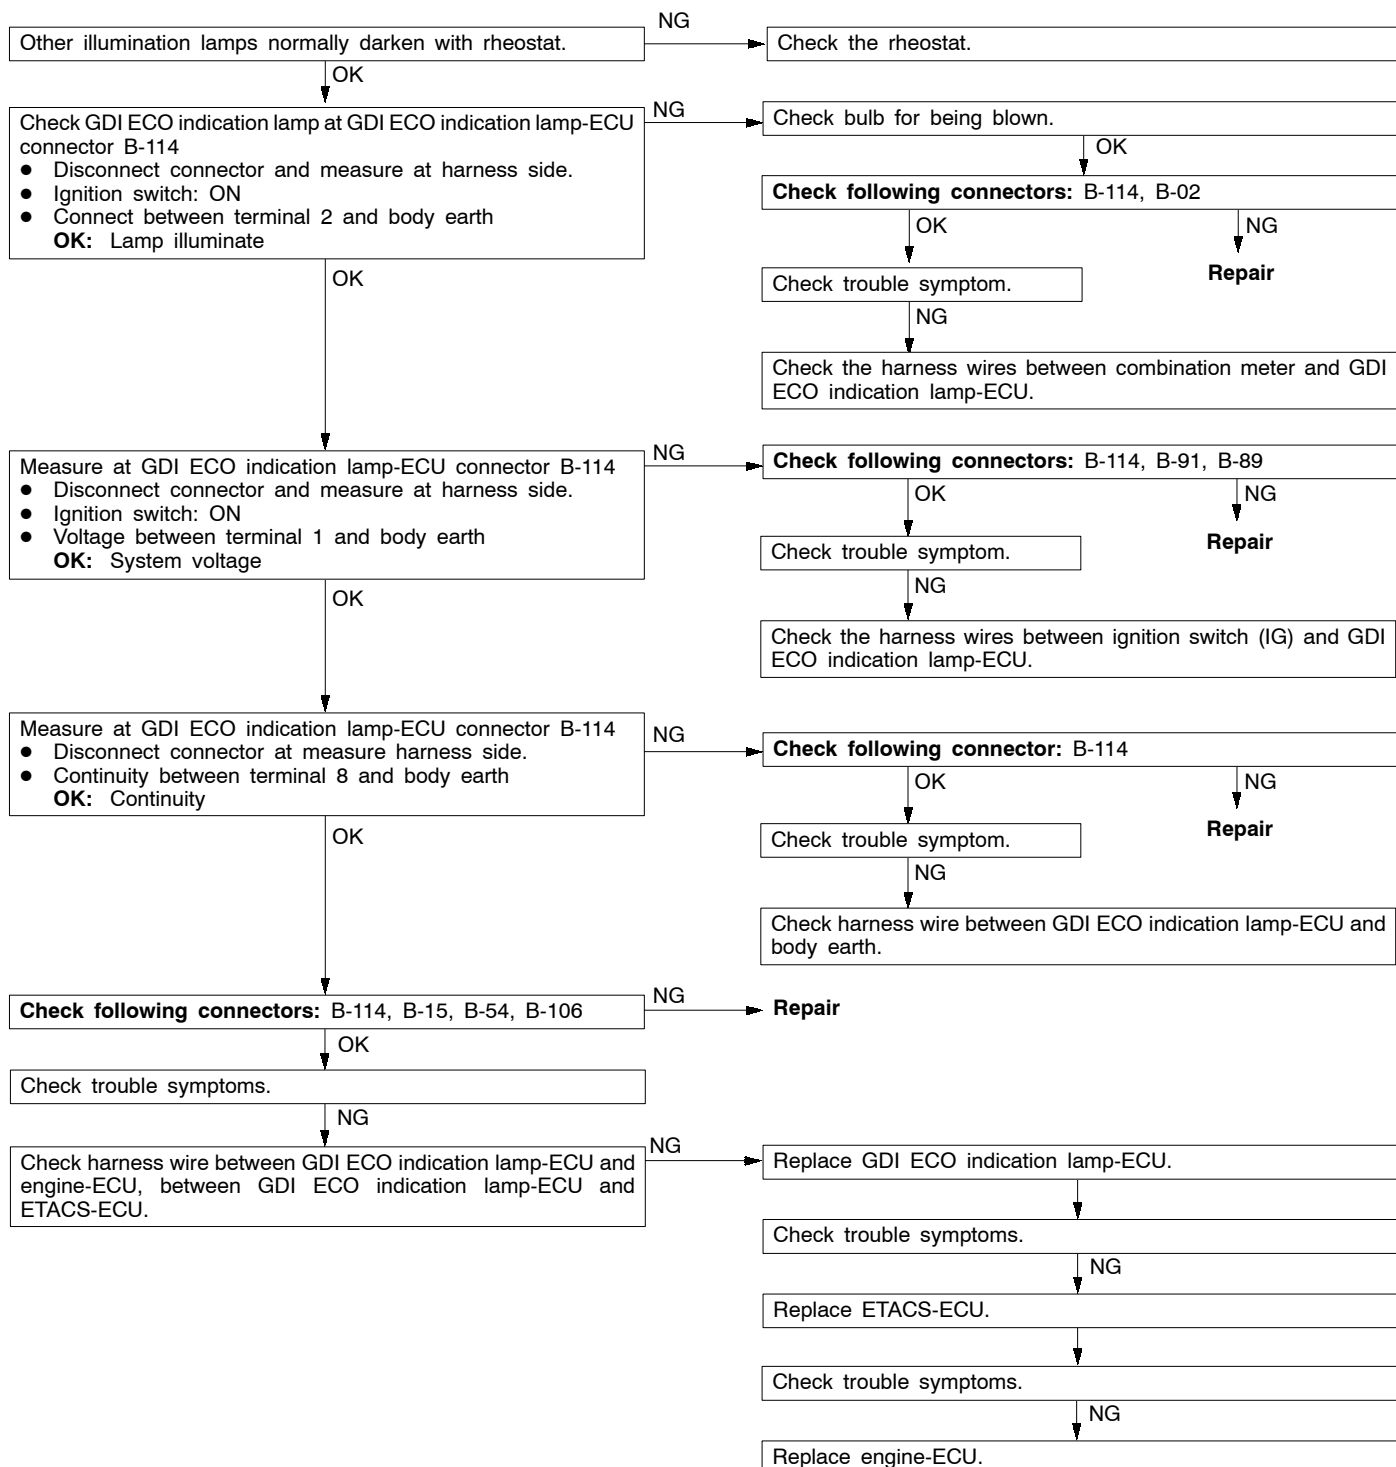 NG
Other illumination lamps normally darken with rheostat.
Check the rheostat.
OK
Check GDI ECO indication lamp at GDI ECO indication lamp-ECU
connector B-114
● Disconnect connector and measure at harness side.
● Ignition switch: ON
● Connect between terminal 2 and body earth
OK: Lamp illuminate
NG
Check bulb for being blown.
OK
Check following connectors: B-114, B-02
OK
NG
Repair
Check trouble symptom.
NG
Check the harness wires between combination meter and GDI
ECO indication lamp-ECU.
OK
Measure at GDI ECO indication lamp-ECU connector B-114
● Disconnect connector and measure at harness side.
● Ignition switch: ON
● Voltage between terminal 1 and body earth
OK: System voltage
NG
Check following connectors: B-114, B-91, B-89
OK
NG
Repair
Check trouble symptom.
NG
Check the harness wires between ignition switch (IG) and GDI
ECO indication lamp-ECU.
OK
Measure at GDI ECO indication lamp-ECU connector B-114
● Disconnect connector at measure harness side.
● Continuity between terminal 8 and body earth
OK: Continuity
NG
Check following connector: B-114
OK
NG
Repair
Check trouble symptom.
NG
Check harness wire between GDI ECO indication lamp-ECU and
body earth.
OK
Check following connectors: B-114, B-15, B-54, B-106
NG
Repair
OK
Check trouble symptoms.
NG
Check harness wire between GDI ECO indication lamp-ECU and
engine-ECU, between GDI ECO indication lamp-ECU and
ETACS-ECU.
NG
Replace GDI ECO indication lamp-ECU.
Check trouble symptoms.
NG
Replace ETACS-ECU.
Check trouble symptoms.
NG
Replace engine-ECU.